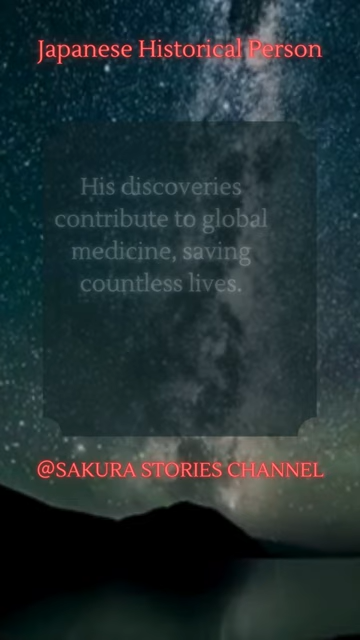 Japanese Historical Person
His discoveries
contribute to global
medicine, saving
countless lives.
@SAKURA STORIES CHANNEL